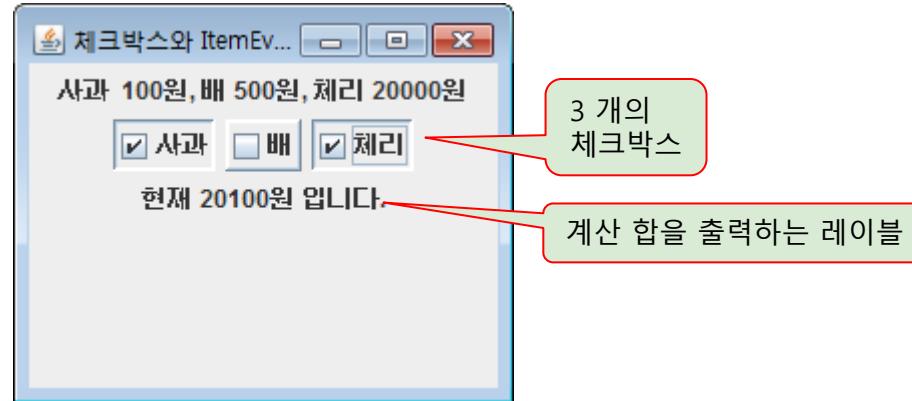 체크박스와 ItemEv...
사과 100원, 배 500원, 체리 20000원
사과 배 체리
현재 20100원 입니다.
3 개의
체크박스
계산 합을 출력하는 레이블